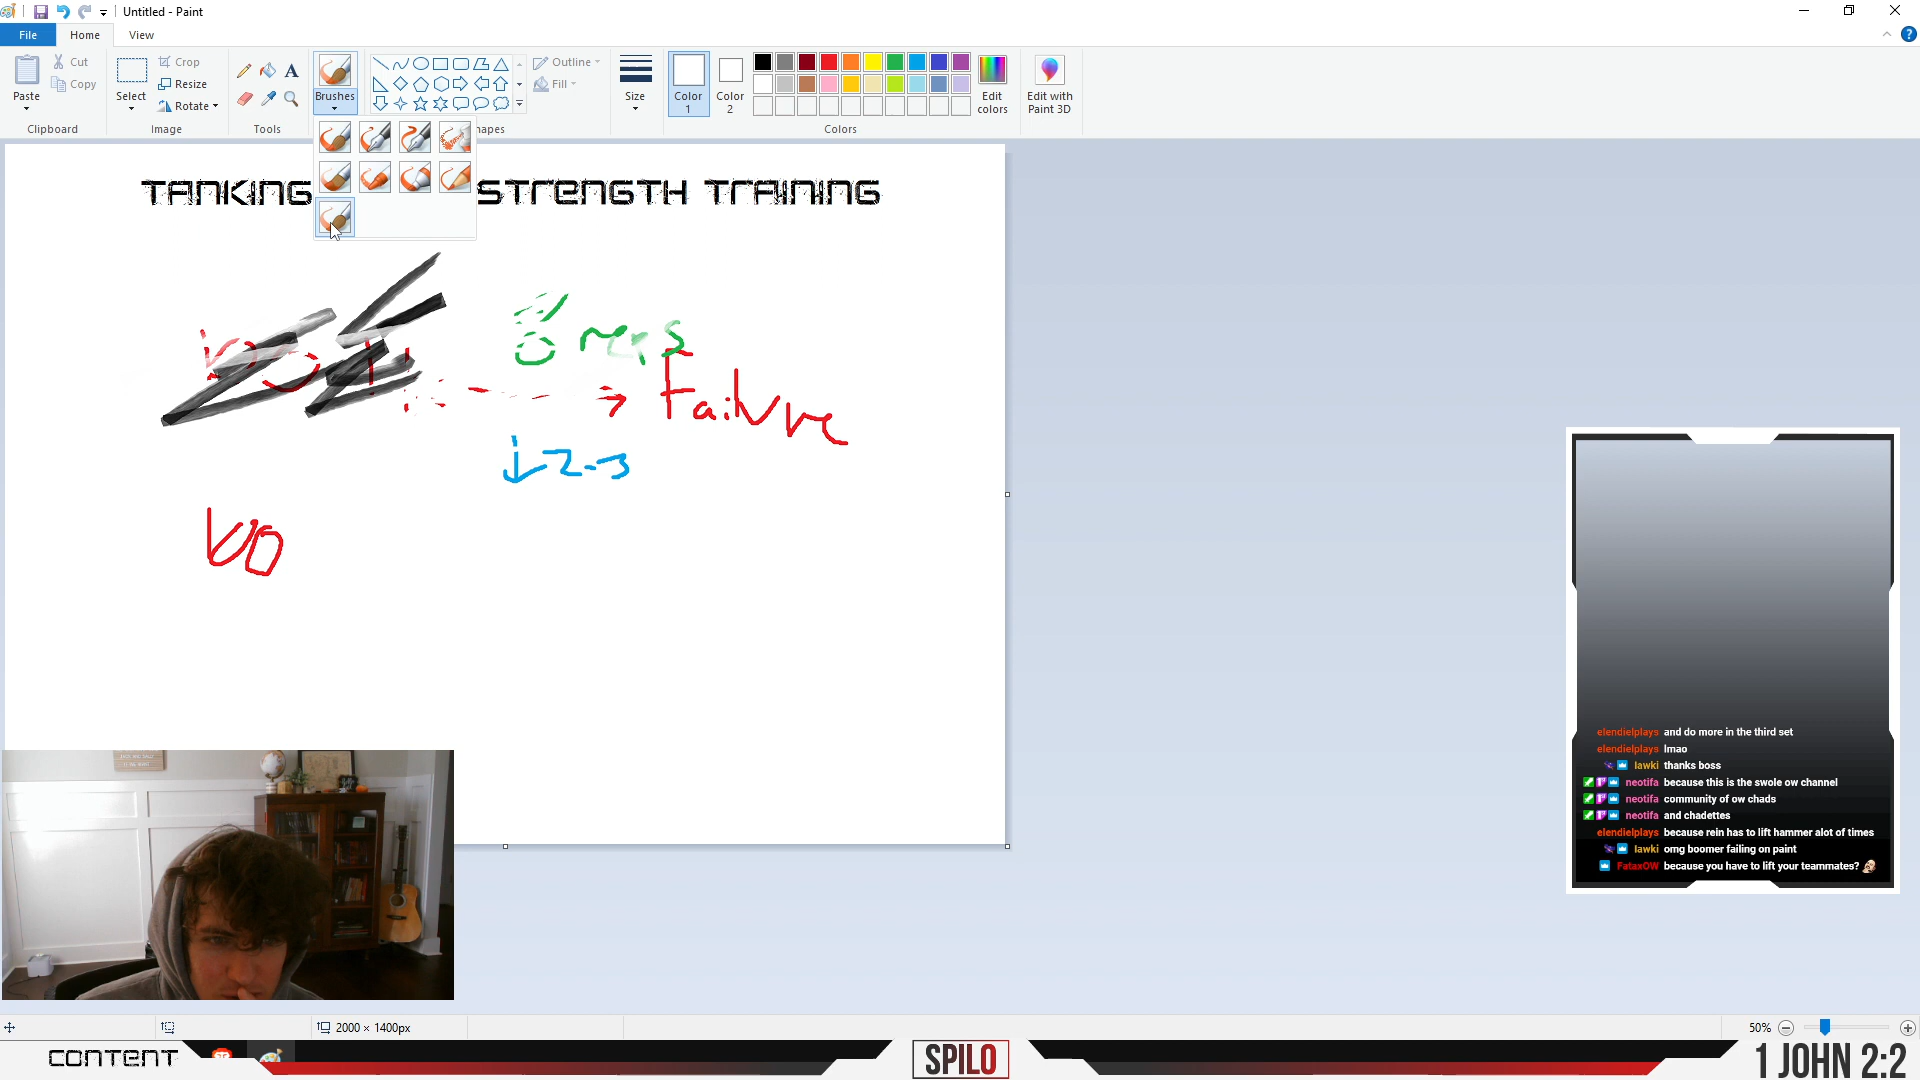 Untitled - Paint
File
Home
View
Paste
Cut
Copy
Clipboard
Select
Crop
Resize
Rotate
Image
Tools
Brushes
hapes
Outline
Fill
Size
Color 1
Color 2
Colors
Edit colors
Edit with Paint 3D
TANKING
STRENGTH TRAINING
8 reps
Failure
↓ 2-3
elendielplays and do more in the third set
elendielplays lmao
lawki thanks boss
neotifa because this is the swole ow channel
neotifa community of ow chads
neotifa and chadettes
elendielplays because rein has to lift hammer alot of times
lawki omg boomer failing on paint
FataxOW because you have to lift your teammates?
2000 × 1400px
50%
CONTENT
SPILO
1 JOHN 2:2